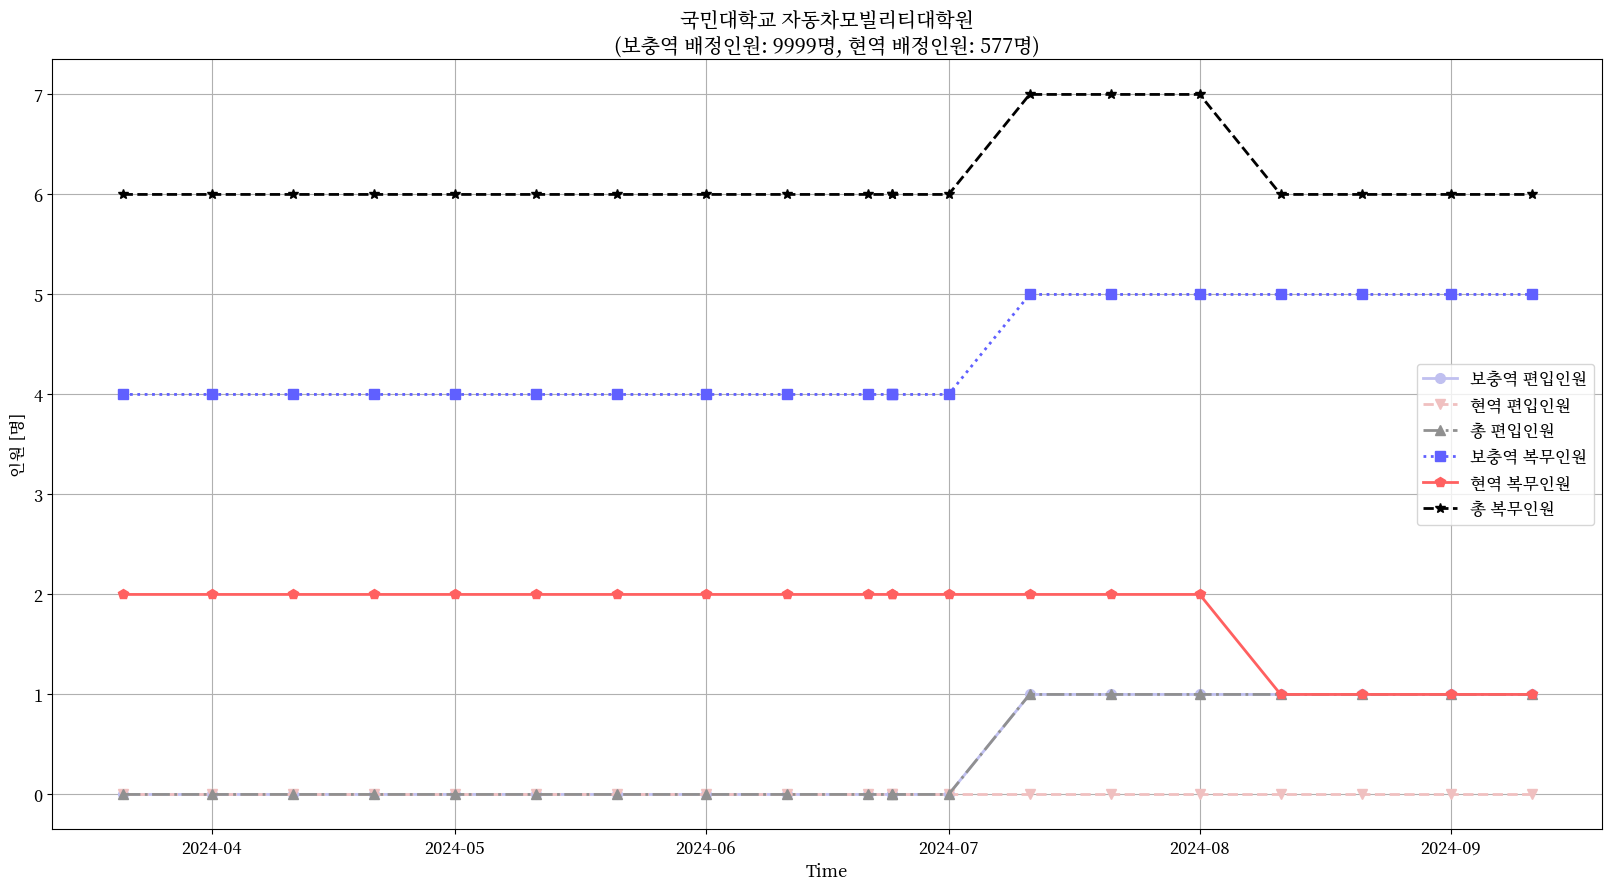 국민대학교 자동차모빌리티대학원
(보충역 배정인원: 9999명, 현역 배정인원: 577명)
인원 [명]
7
6
5
4
3
2
1
0
보충역 편입인원
현역 편입인원
총 편입인원
보충역 복무인원
현역 복무인원
총 복무인원
2024-04
2024-05
2024-06
2024-07
2024-08
2024-09
Time